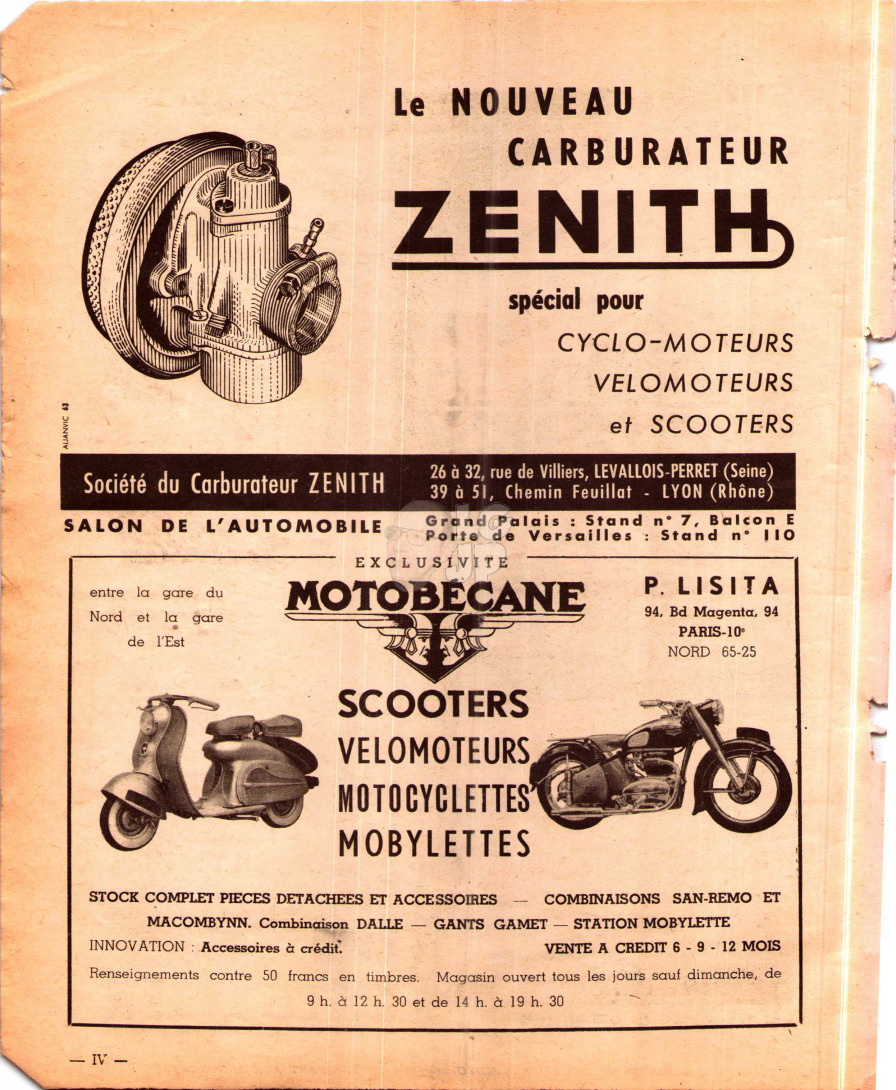 Le NOUVEAU
CARBURATEUR
ZENITH
spécial pour
CYCLO-MOTEURS
VELOMOTEURS
et SCOOTERS
ALIANVIC 63
Société du Carburateur ZENITH
26 à 32, rue de Villiers, LEVALLOIS-PERRET (Seine)
39 à 51, Chemin Feuillat - LYON (Rhône)
SALON DE L'AUTOMOBILE
Grand Palais : Stand n° 7, Balcon E
Porte de Versailles : Stand n° 110
EXCLUSIVITE
entre la gare du
Nord et la gare
de l'Est
MOTOBÉCANE
P. LISITA
94, Bd Magenta, 94
PARIS-10e
NORD 65-25
SCOOTERS
VELOMOTEURS
MOTOCYCLETTES
MOBYLETTES
STOCK COMPLET PIECES DETACHEES ET ACCESSOIRES — COMBINAISONS SAN-REMO ET
MACOMBYNN. Combinaison DALLE — GANTS GAMET — STATION MOBYLETTE
INNOVATION : Accessoires à crédit. VENTE A CREDIT 6 - 9 - 12 MOIS
Renseignements contre 50 francs en timbres. Magasin ouvert tous les jours sauf dimanche, de
9 h. à 12 h. 30 et de 14 h. à 19 h. 30
— IV —